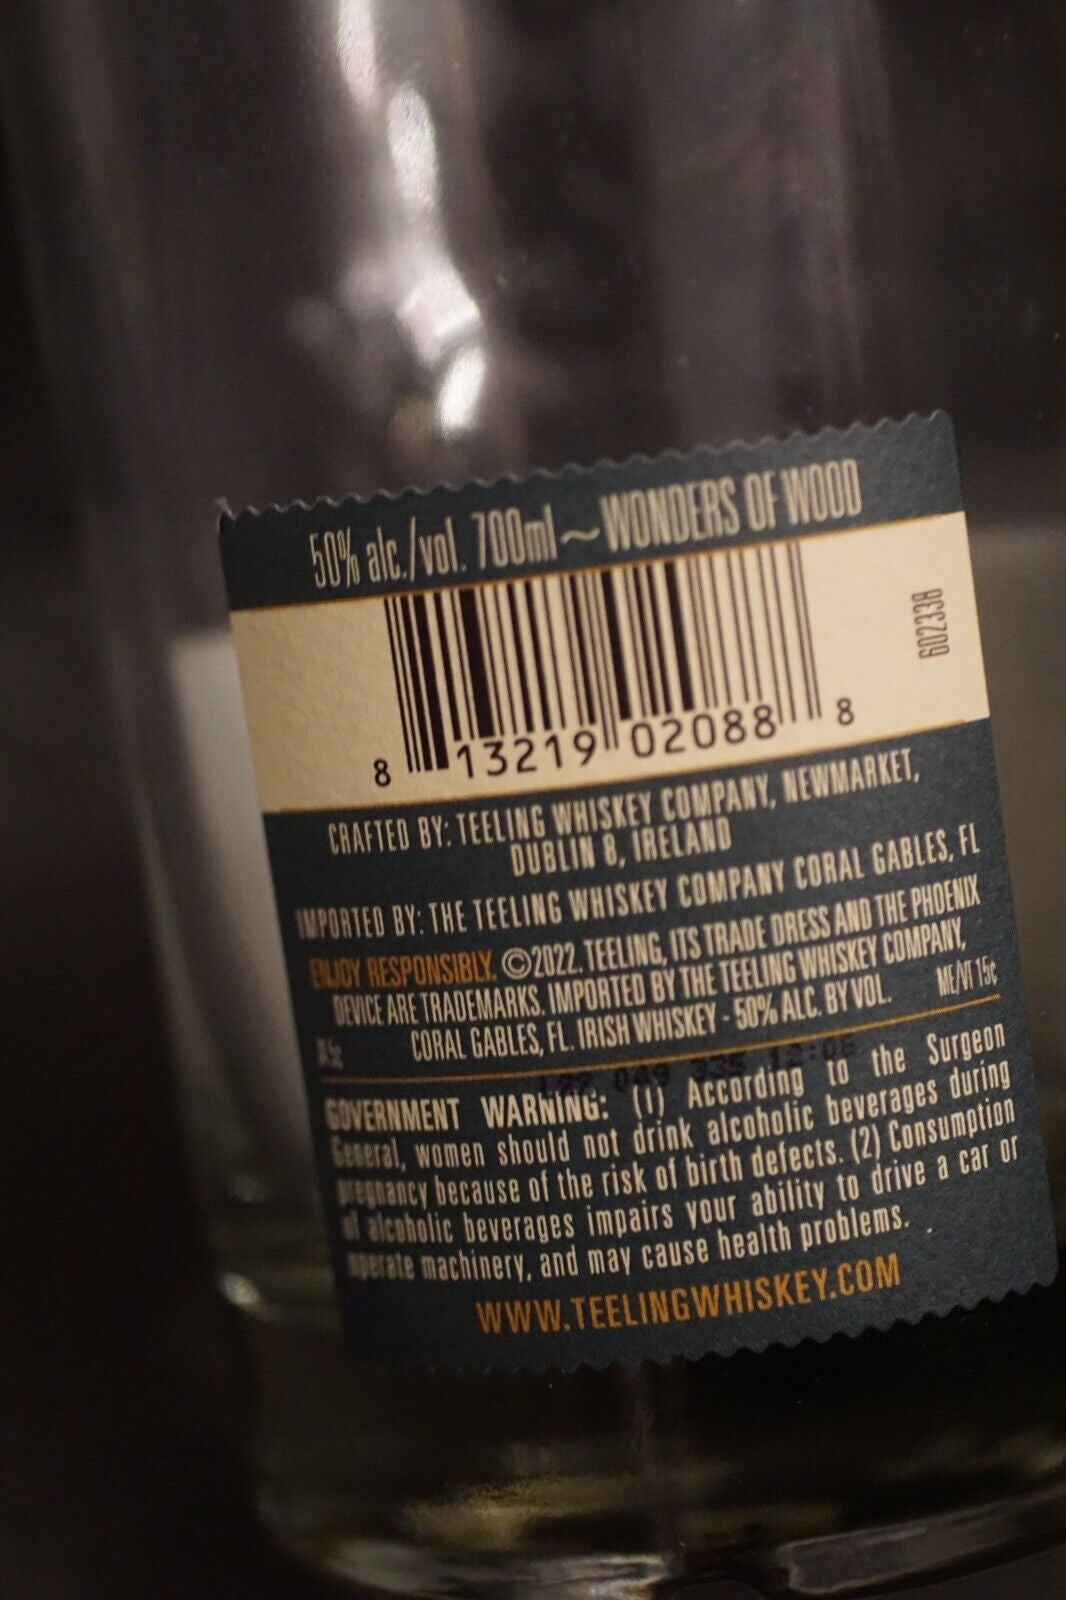 50% alc./vol. 700ml ~ WONDERS OF WOOD
602338
8 13219 02088 8
CRAFTED BY: TEELING WHISKEY COMPANY, NEWMARKET,
DUBLIN 8, IRELAND
IMPORTED BY: THE TEELING WHISKEY COMPANY CORAL GABLES, FL
ENJOY RESPONSIBLY. ©2022. TEELING, ITS TRADE DRESS AND THE PHOENIX
DEVICE ARE TRADEMARKS. IMPORTED BY THE TEELING WHISKEY COMPANY,
CORAL GABLES, FL. IRISH WHISKEY - 50% ALC. BY VOL. ME/VT 15¢
049 335 12:08
GOVERNMENT WARNING: (1) According to the Surgeon
General, women should not drink alcoholic beverages during
pregnancy because of the risk of birth defects. (2) Consumption
of alcoholic beverages impairs your ability to drive a car or
operate machinery, and may cause health problems.
WWW.TEELINGWHISKEY.COM